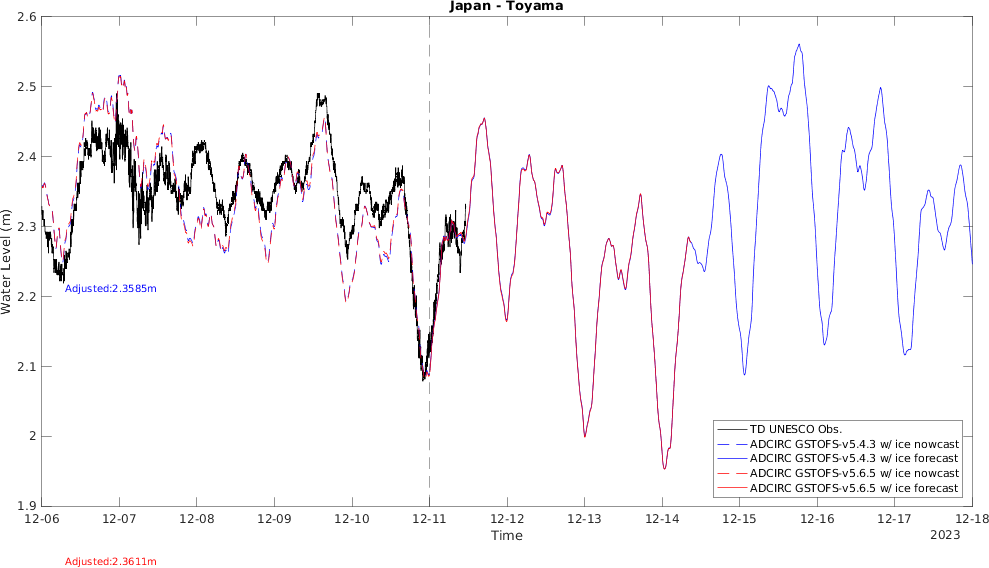 Japan - Toyama
2.6
2.5
2.4
2.3
2.2
2.1
2
1.9
Water Level (m)
Adjusted:2.3585m
TD UNESCO Obs.
ADCIRC GSTOFS-v5.4.3 w/ ice nowcast
ADCIRC GSTOFS-v5.4.3 w/ ice forecast
ADCIRC GSTOFS-v5.6.5 w/ ice nowcast
ADCIRC GSTOFS-v5.6.5 w/ ice forecast
12-06 12-07 12-08 12-09 12-10 12-11 12-12 12-13 12-14 12-15 12-16 12-17 12-18
Time
2023
Adjusted:2.3611m